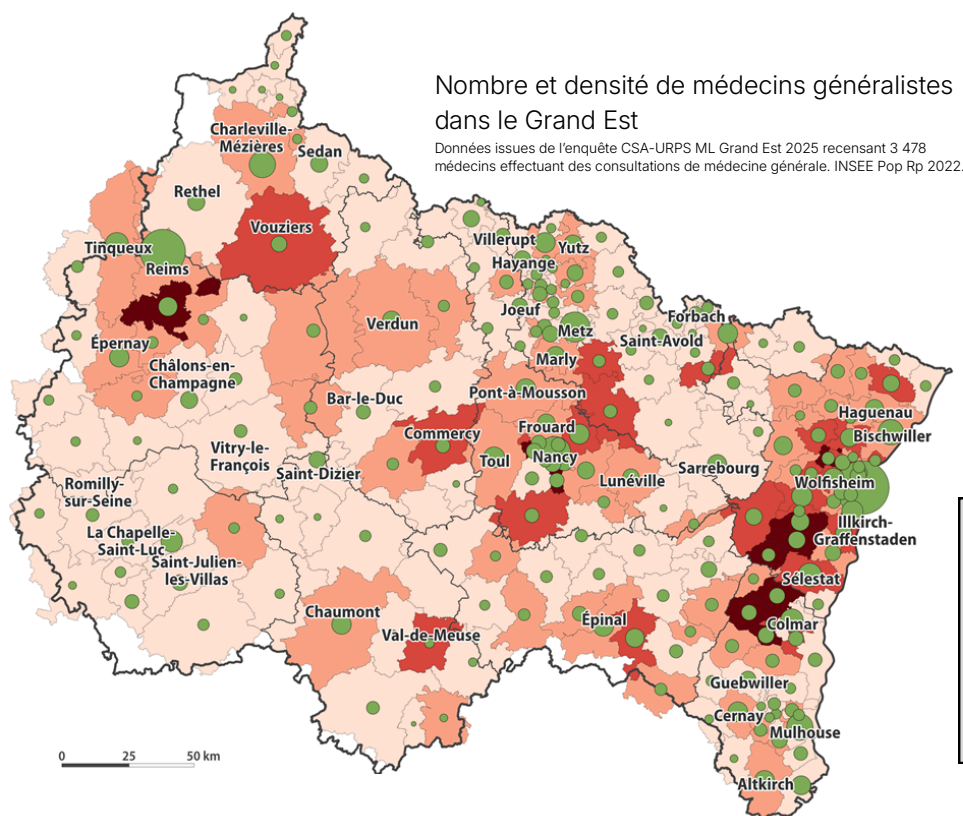 Nombre et densité de médecins généralistes
dans le Grand Est
Données issues de l'enquête CSA-URPS ML Grand Est 2025 recensant 3 478
médecins effectuant des consultations de médecine générale. INSEE Pop Rp 2022.
Charleville-
Mézières
Sedan
Rethel
Vouziers
Tinqueux
Reims
Villerupt
Yutz
Hayange
Joeuf
Metz
Forbach
Saint-Avold
Verdun
Épernay
Marly
Châlons-en-
Champagne
Bar-le-Duc
Pont-à-Mousson
Haguenau
Bischwiller
Commercy
Frouard
Nancy
Toul
Vitry-le-
François
Saint-Dizier
Sarrebourg
Lunéville
Wolfisheim
Romilly-
sur-Seine
La Chapelle-
Saint-Luc
Saint-Julien-
les-Villas
Illkirch-
Graffenstaden
Sélestat
Chaumont
Val-de-Meuse
Épinal
Colmar
Guebwiller
Cernay
Mulhouse
Altkirch
0 25 50 km